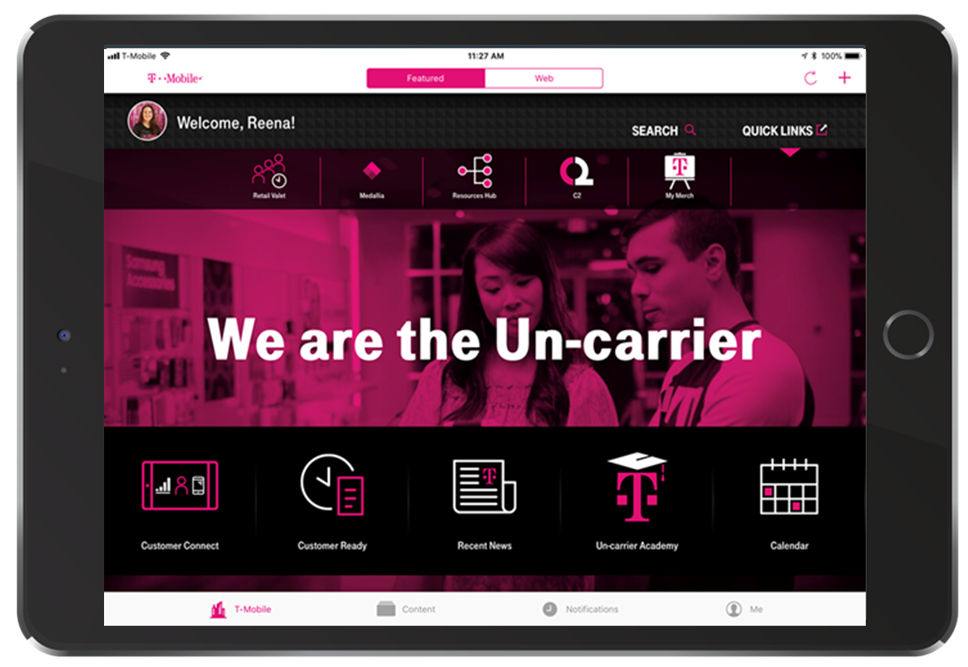 T-Mobile
11:27 AM
100%
T··Mobile
Featured
Web
Welcome, Reena!
SEARCH
QUICK LINKS
Retail Valet
Medallia
Resources Hub
C2
My Merch
Samsung
Accessories
We are the Un-carrier
Customer Connect
Customer Ready
Recent News
Un-carrier Academy
Calendar
T-Mobile
Content
Notifications
Me